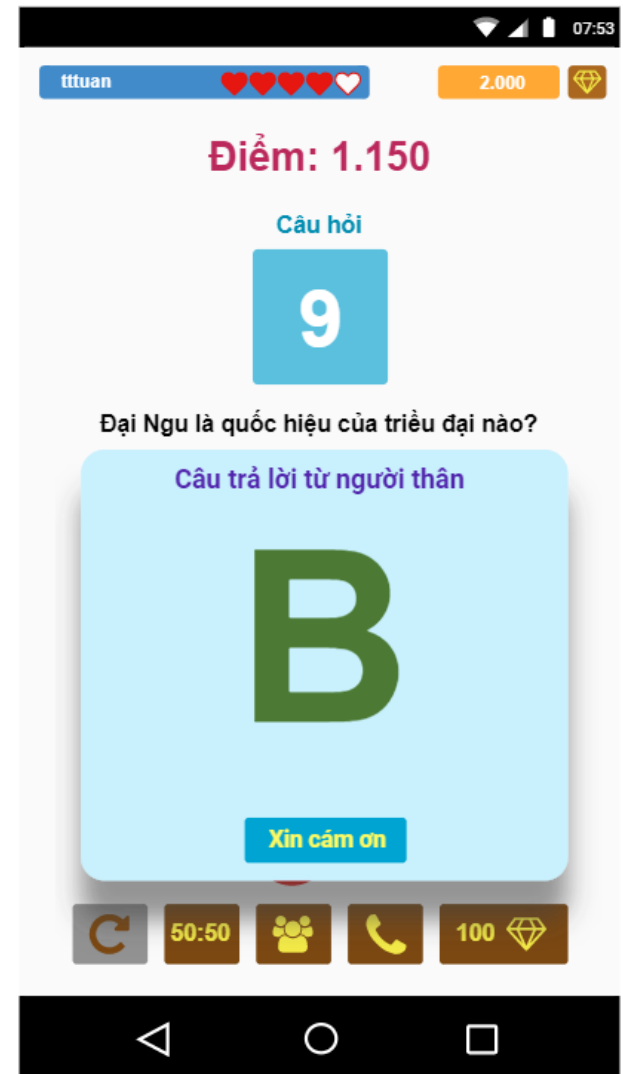 07:53
tttuan
2.000
Điểm: 1.150
Câu hỏi
9
Đại Ngu là quốc hiệu của triều đại nào?
Câu trả lời từ người thân
B
Xin cám ơn
50:50
100